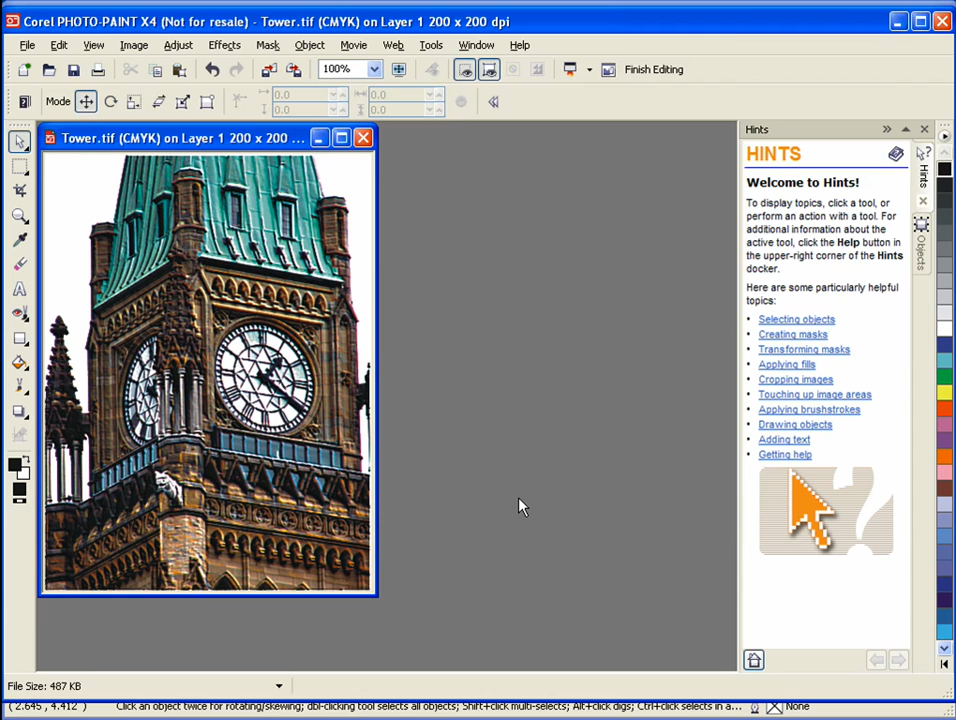 Corel PHOTO-PAINT X4 (Not for resale) - Tower.tif (CMYK) on Layer 1 200 x 200 dpi
File Edit View Image Adjust Effects Mask Object Movie Web Tools Window Help
100% Finish Editing
Mode 0.0 0.0
0.0 0.0
Tower.tif (CMYK) on Layer 1 200 x 200 ...
Hints
HINTS
Welcome to Hints!
To display topics, click a tool, or
perform an action with a tool. For
additional information about the
active tool, click the Help button in
the upper-right corner of the Hints
docker.
Here are some particularly helpful
topics:
• Selecting objects
• Creating masks
• Transforming masks
• Applying fills
• Cropping images
• Touching up image areas
• Applying brushstrokes
• Drawing objects
• Adding text
• Getting help
Hints
Objects
File Size: 487 KB
( 2.645 , 4.412 ) Click an object twice for rotating/skewing; dbl-clicking tool selects all objects; Shift+click multi-selects; Alt+click digs; Ctrl+click selects in a... None